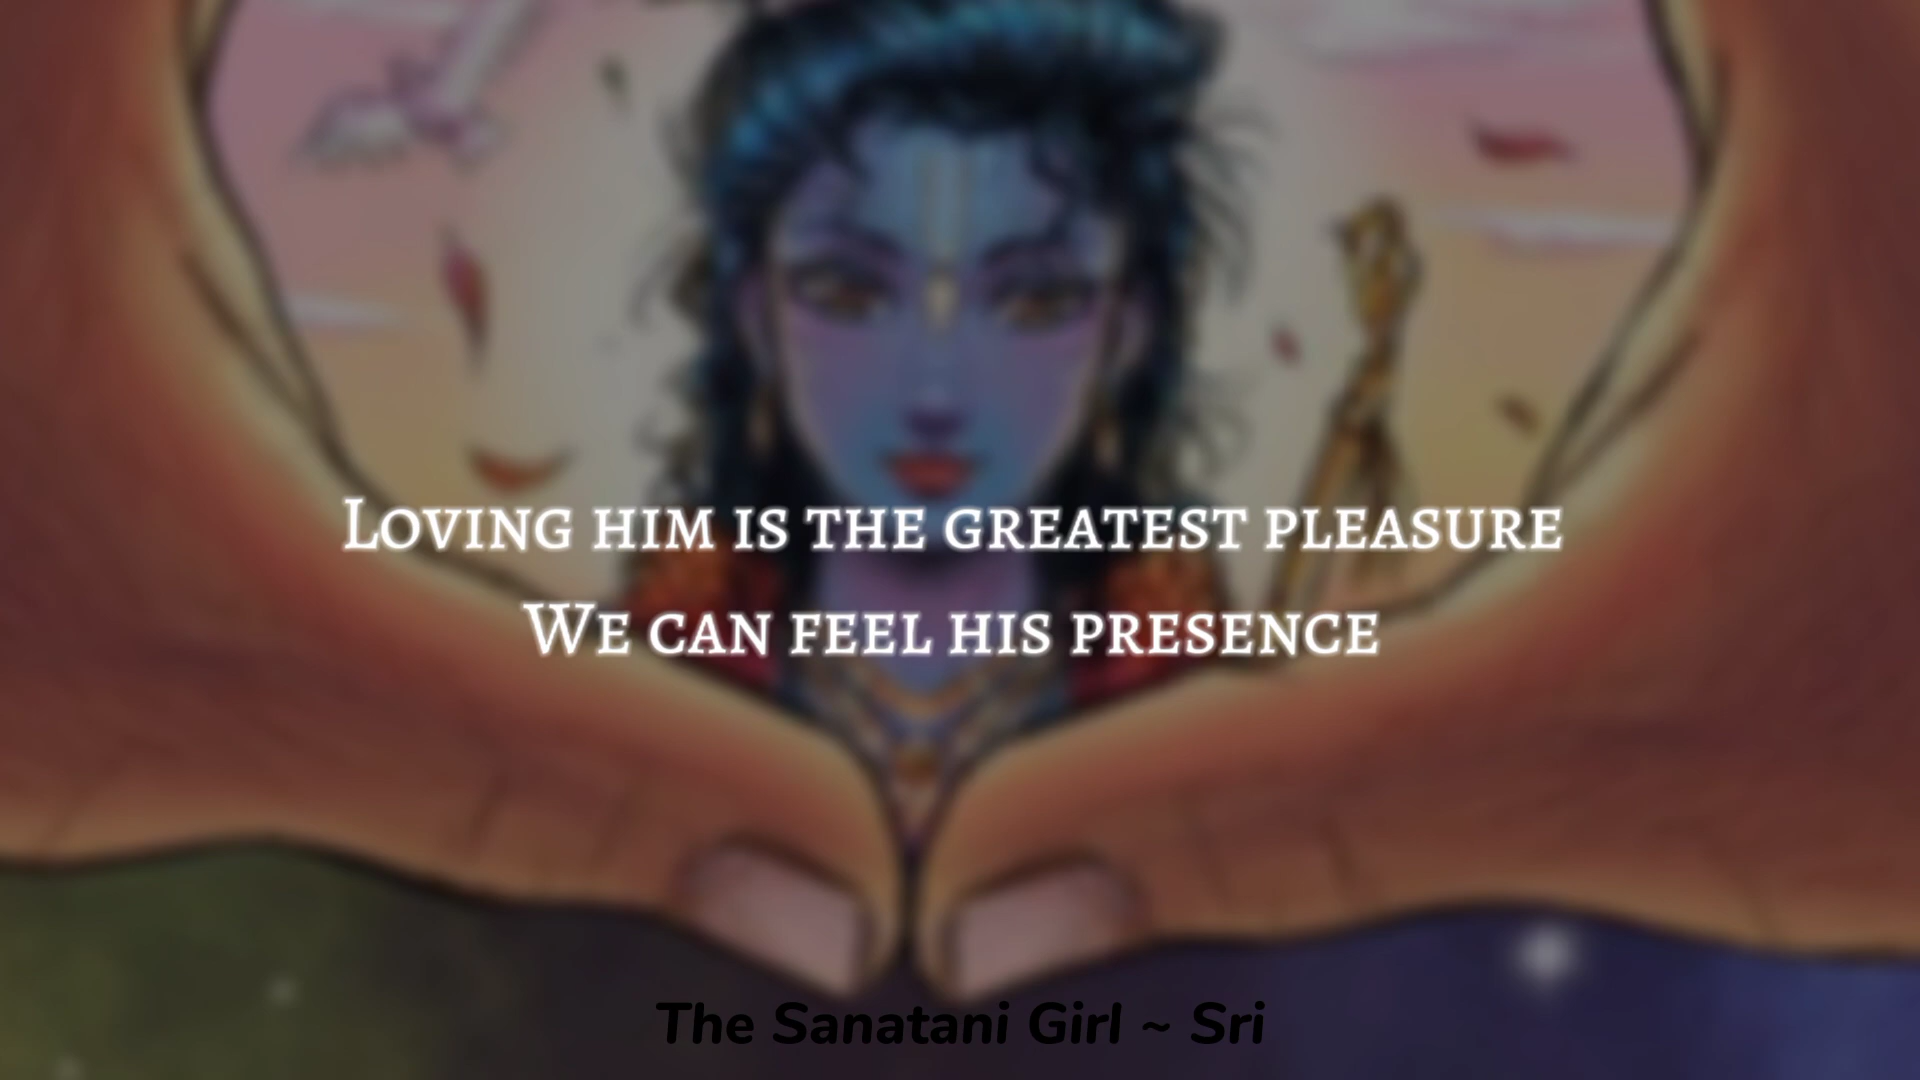 Loving him is the greatest pleasure
We can feel his presence
The Sanatani Girl ~ Sri